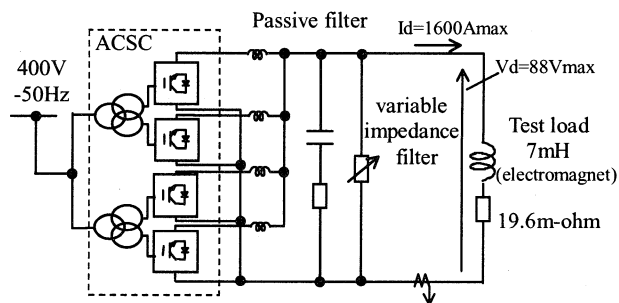 Passive filter
Id=1600Amax
ACSC
400V
-50Hz
Vd=88Vmax
variable
impedance
filter
Test load
7mH
(electromagnet)
19.6m-ohm